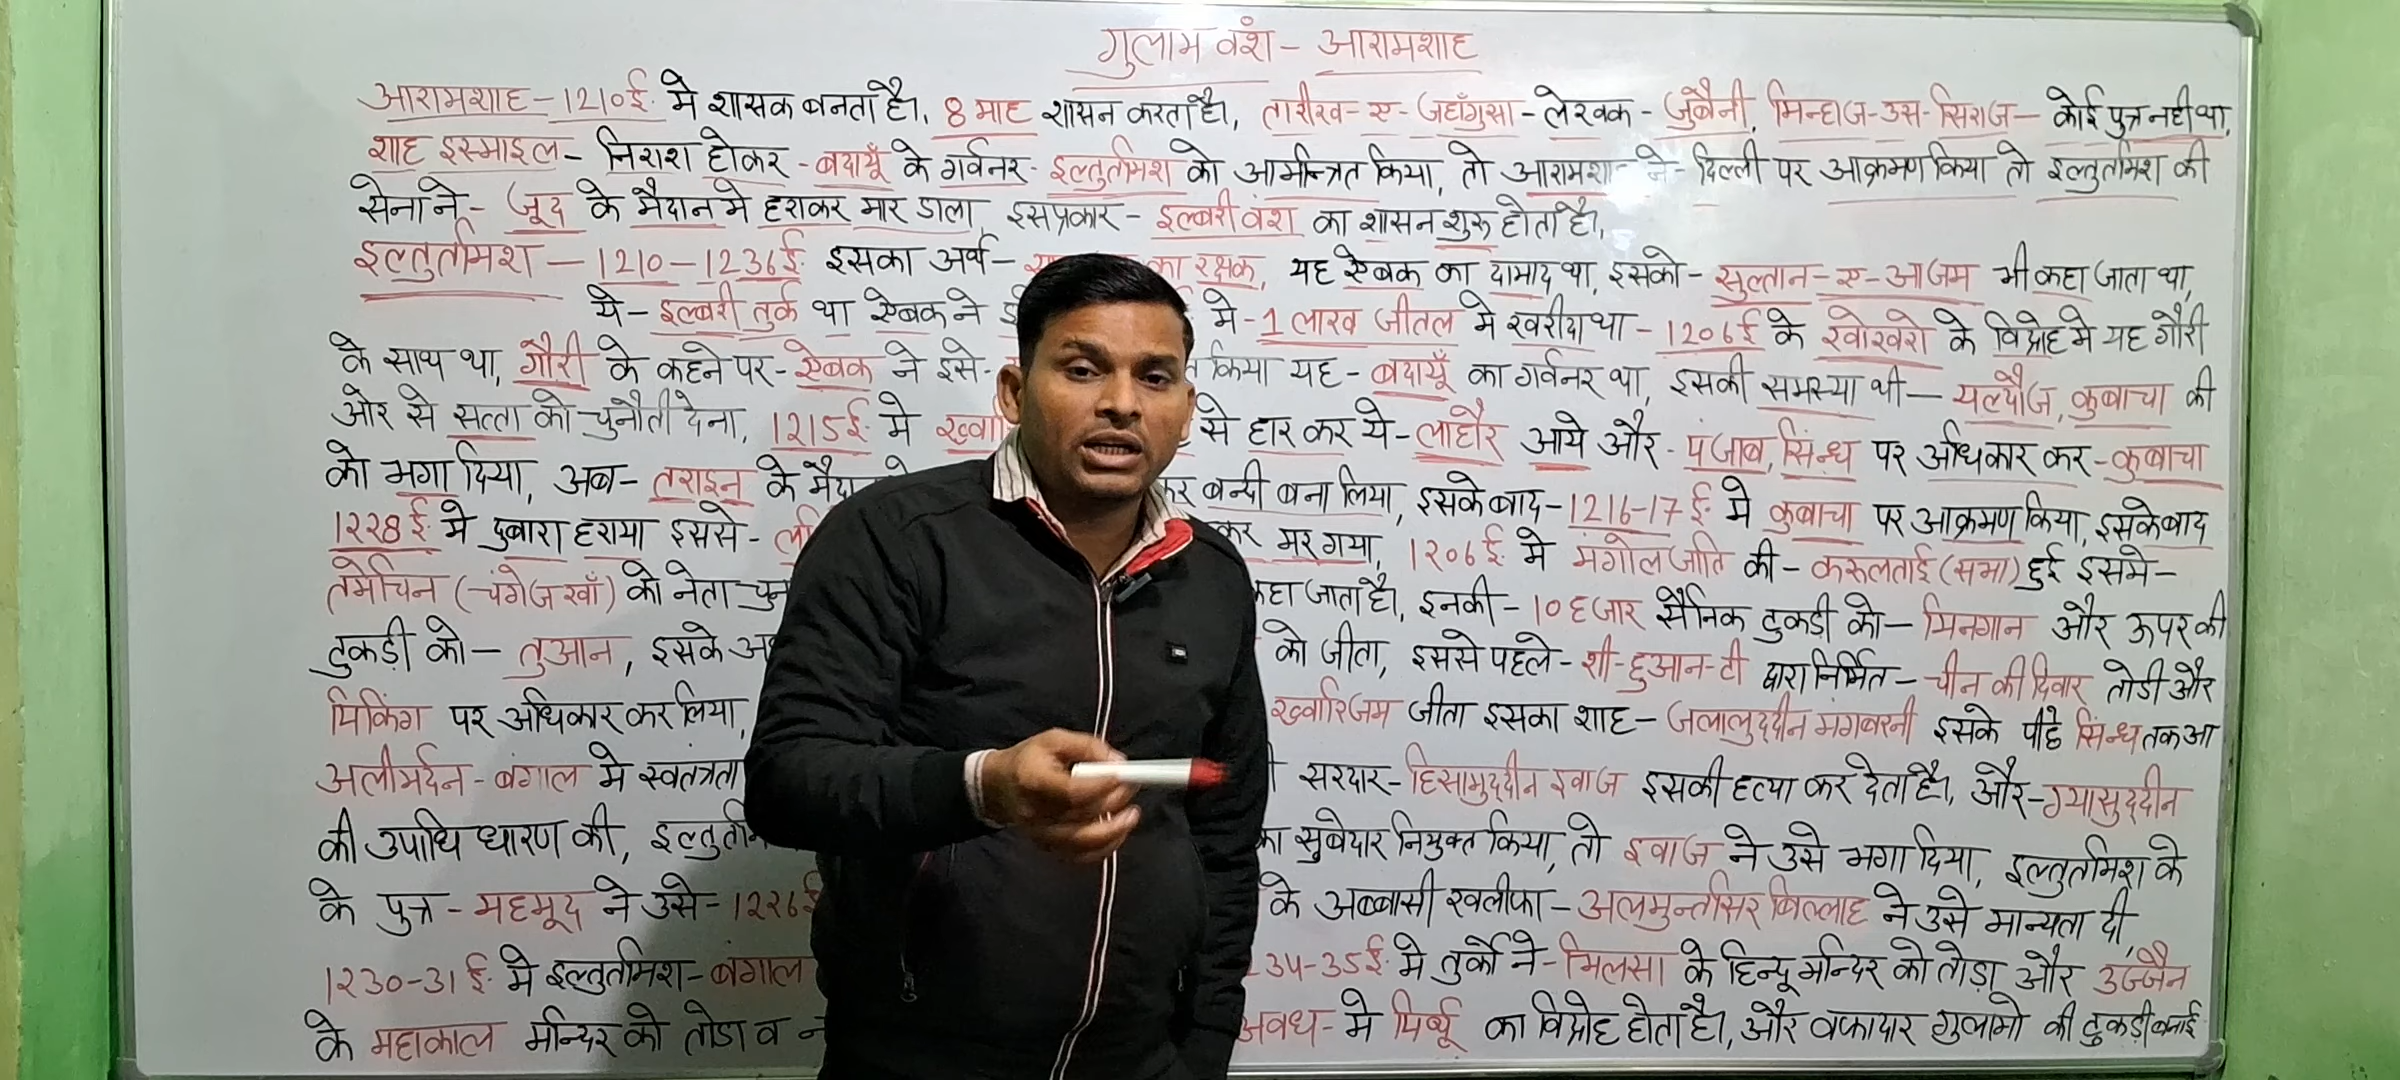 गुलाम वंश - आरामशाह
आरामशाह - 1210ई. मे शासक बनता है। 8 माह शासन करता है, तारीख-ए-जहाँगुसा - लेखक - जुबैनी, मिन्हाज-उस-सिराज - कोई पुत्र नही था,
शाह इस्माइल - निराश होकर - बदायूँ के गर्वनर - इल्तुतमिश को आमन्त्रित किया, तो आरामशा ने - दिल्ली पर आक्रमण किया तो इल्तुतमिश की
सेना ने - जूद के मैदान मे हराकर मार डाला, इसप्रकार - इल्बरी वंश का शासन शुरू होता है।
इल्तुतमिश - 1210-1236ई. इसका अर्थ - का रक्षक, यह ऐबक का दामाद था, इसको - सुल्तान-ए-आजम भी कहा जाता था,
ये - इल्बरी तुर्क था ऐबक ने मे - 1 लाख जीतल मे खरीदा था - 1206ई के खोखरो के विद्रोह मे यह गौरी
के साथ था, गौरी के कहने पर - ऐबक ने इसे - किया यह - बदायूँ का गर्वनर था, इसकी समस्या थी - यल्दौज, कुबाचा की
ओर से सत्ता को चुनौती देना, 1215ई. मे से हार कर ये - लाहौर आये और - पंजाब, सिन्ध पर अधिकार कर - कुबाचा
को भगा दिया, अब - तराइन के बन्दी बना लिया, इसके बाद - 1216-17ई. मे कुबाचा पर आक्रमण किया, इसके बाद
1228ई. मे दुबारा हराया इससे - कर मर गया, 1206ई. मे मंगोल जाति की - करूलताई (सभा) हुई इसमे -
तमेचिन (चंगेज खाँ) को नेता कहा जाता है, इनकी - 10 हजार सैनिक टुकड़ी को - मिनगान और ऊपर की
टुकड़ी को - तुआन, इसके को जीता, इससे पहले - शी-हुआन-टी द्वारा निर्मित - चीन की दिवार तोडी और
पिकिंग पर अधिकार कर लिया, ख्वारिजम जीता इसका शाह - जलालुद्दीन मंगबरनी इसके पीछे सिन्ध तक आ
अलीमर्दन - बंगाल मे स्वतंत्रता सरदार - हिसामुद्दीन इवाज इसकी हत्या कर देता है, और - ग्यासुद्दीन
की उपाधि धारण की, का सुबेदार नियुक्त किया, तो इवाज ने उसे भगा दिया, इल्तुतमिश के
के पुत्र - महमूद ने उसे - 1226ई के अब्बासी खलीफा - अलमुन्तसिर बिल्लाह ने उसे मान्यता दी,
1230-31ई. मे इल्तुतमिश - बंगाल 34-35ई. मे तुर्को ने - भिलसा के हिन्दू मन्दिर को तोड़ा और उज्जैन
के महाकाल मन्दिर को तोडा व अवध - मे पिर्थू का विद्रोह होता है, और वफादार गुलामो की टुकड़ी बनाई